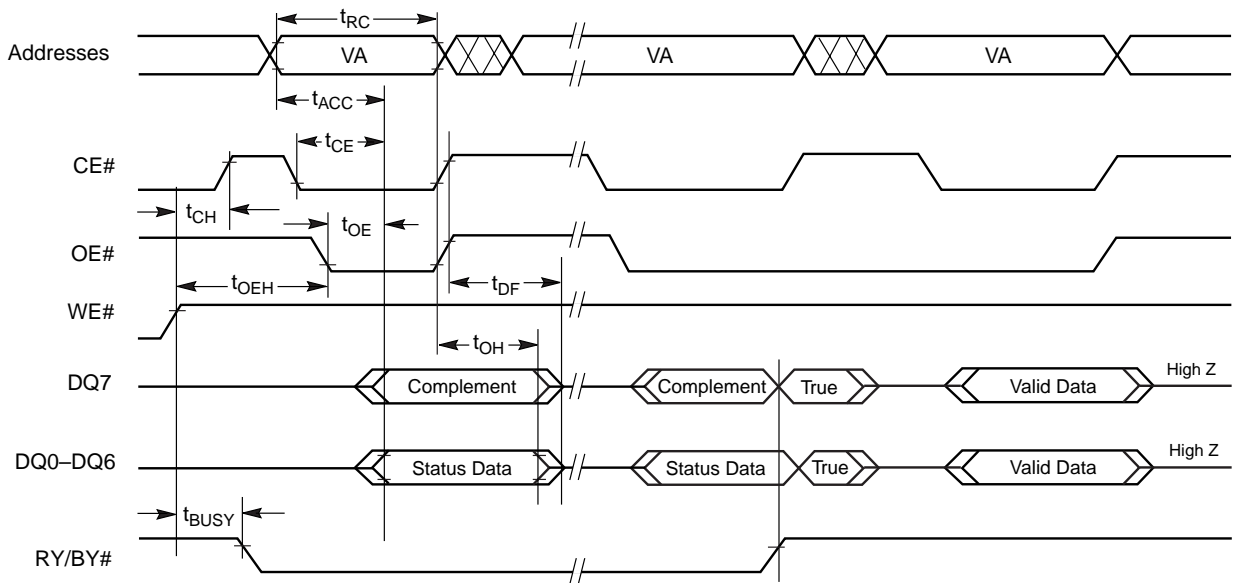 tRC
Addresses VA VA VA
tACC
tCE
CE#
tCH tOE
OE#
tOEH tDF
WE#
tOH
DQ7 Complement Complement True Valid Data High Z
DQ0–DQ6 Status Data Status Data True Valid Data High Z
tBUSY
RY/BY#